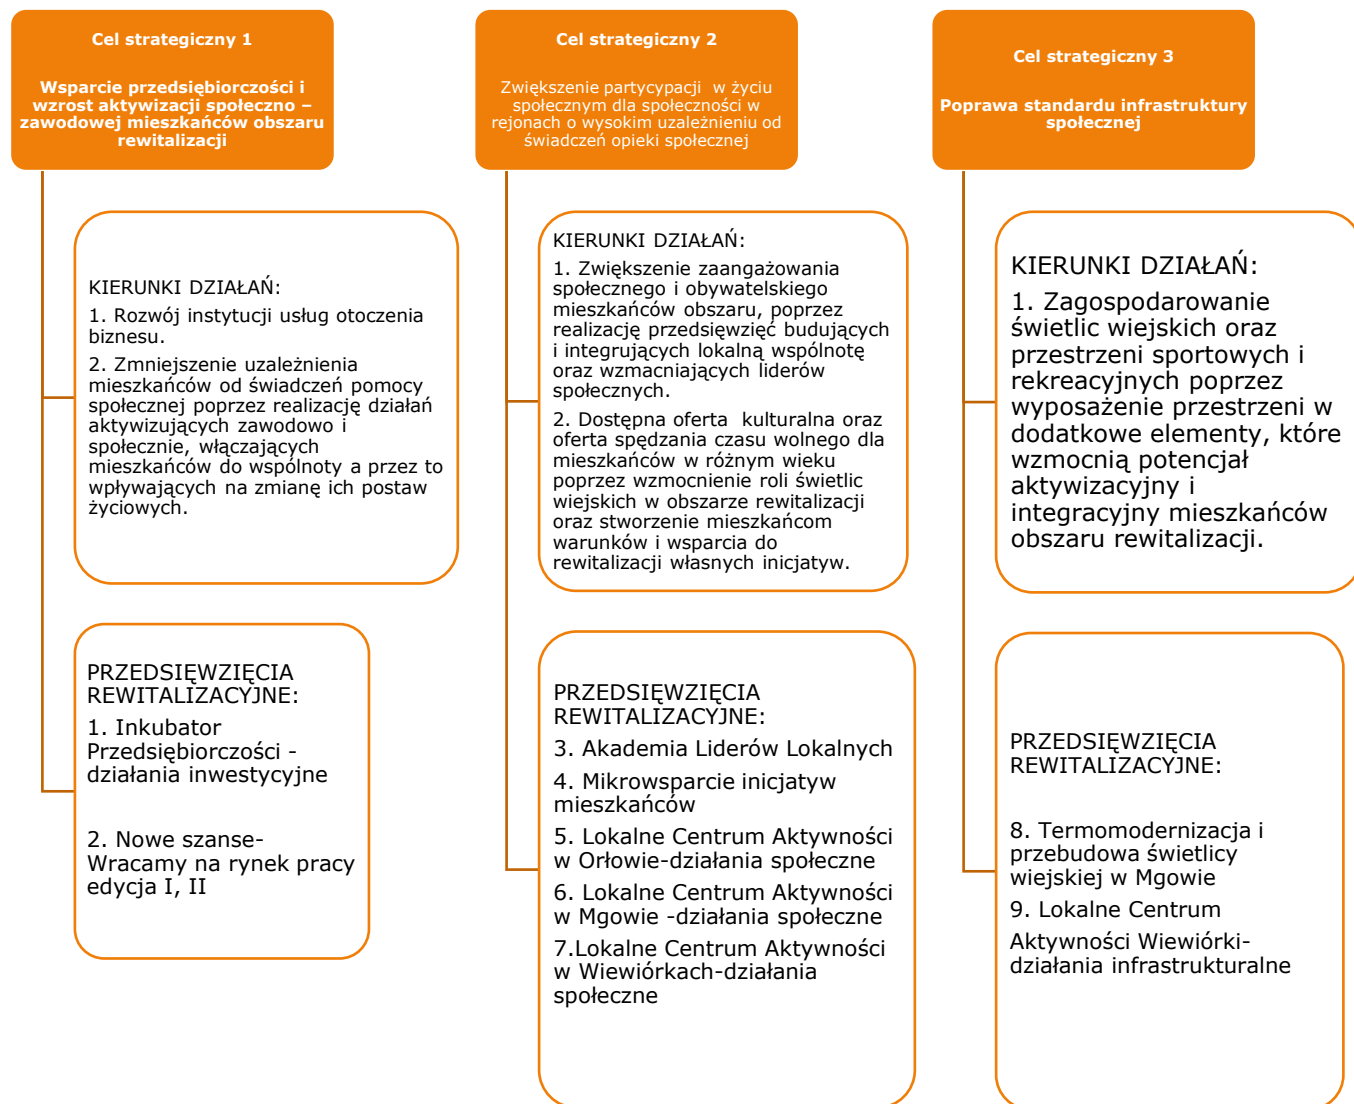 Cel strategiczny 1
Wsparcie przedsiębiorczości i
wzrost aktywizacji społeczno –
zawodowej mieszkańców obszaru
rewitalizacji
KIERUNKI DZIAŁAŃ:
1. Rozwój instytucji usług otoczenia
biznesu.
2. Zmniejszenie uzależnienia
mieszkańców od świadczeń pomocy
społecznej poprzez realizację działań
aktywizujących zawodowo i
społecznie, włączających
mieszkańców do wspólnoty a przez to
wpływających na zmianę ich postaw
życiowych.
PRZEDSIĘWZIĘCIA
REWITALIZACYJNE:
1. Inkubator
Przedsiębiorczości -
działania inwestycyjne
2. Nowe szanse-
Wracamy na rynek pracy
edycja I, II
Cel strategiczny 2
Zwiększenie partycypacji  w życiu
społecznym dla społeczności w
rejonach o wysokim uzależnieniu od
świadczeń opieki społecznej
KIERUNKI DZIAŁAŃ:
1. Zwiększenie zaangażowania
społecznego i obywatelskiego
mieszkańców obszaru, poprzez
realizację przedsięwzięć budujących
i integrujących lokalną wspólnotę
oraz wzmacniających liderów
społecznych.
2. Dostępna oferta  kulturalna oraz
oferta spędzania czasu wolnego dla
mieszkańców w różnym wieku
poprzez wzmocnienie roli świetlic
wiejskich w obszarze rewitalizacji
oraz stworzenie mieszkańcom
warunków i wsparcia do
rewitalizacji własnych inicjatyw.
PRZEDSIĘWZIĘCIA
REWITALIZACYJNE:
3. Akademia Liderów Lokalnych
4. Mikrowsparcie inicjatyw
mieszkańców
5. Lokalne Centrum Aktywności
w Orłowie-działania społeczne
6. Lokalne Centrum Aktywności
w Mgowie -działania społeczne
7.Lokalne Centrum Aktywności
w Wiewiórkach-działania
społeczne
Cel strategiczny 3
Poprawa standardu infrastruktury
społecznej
KIERUNKI DZIAŁAŃ:
1. Zagospodarowanie
świetlic wiejskich oraz
przestrzeni sportowych i
rekreacyjnych poprzez
wyposażenie przestrzeni w
dodatkowe elementy, które
wzmocnią potencjał
aktywizacyjny i
integracyjny mieszkańców
obszaru rewitalizacji.
PRZEDSIĘWZIĘCIA
REWITALIZACYJNE:
8. Termomodernizacja i
przebudowa świetlicy
wiejskiej w Mgowie
9. Lokalne Centrum
Aktywności Wiewiórki-
działania infrastrukturalne